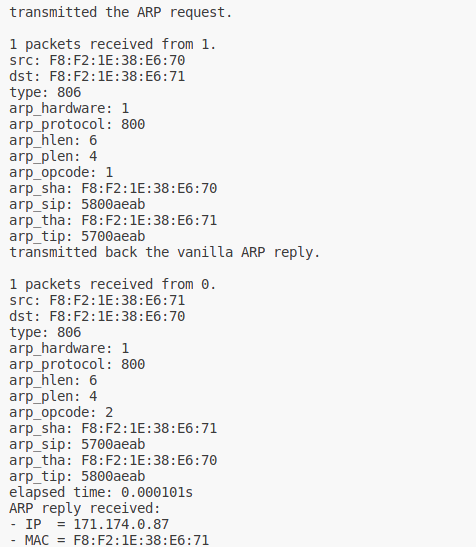 transmitted the ARP request.

1 packets received from 1.
src: F8:F2:1E:38:E6:70
dst: F8:F2:1E:38:E6:71
type: 806
arp_hardware: 1
arp_protocol: 800
arp_hlen: 6
arp_plen: 4
arp_opcode: 1
arp_sha: F8:F2:1E:38:E6:70
arp_sip: 5800aeab
arp_tha: F8:F2:1E:38:E6:71
arp_tip: 5700aeab
transmitted back the vanilla ARP reply.

1 packets received from 0.
src: F8:F2:1E:38:E6:71
dst: F8:F2:1E:38:E6:70
type: 806
arp_hardware: 1
arp_protocol: 800
arp_hlen: 6
arp_plen: 4
arp_opcode: 2
arp_sha: F8:F2:1E:38:E6:71
arp_sip: 5700aeab
arp_tha: F8:F2:1E:38:E6:70
arp_tip: 5800aeab
elapsed time: 0.000101s
ARP reply received:
- IP  = 171.174.0.87
- MAC = F8:F2:1E:38:E6:71